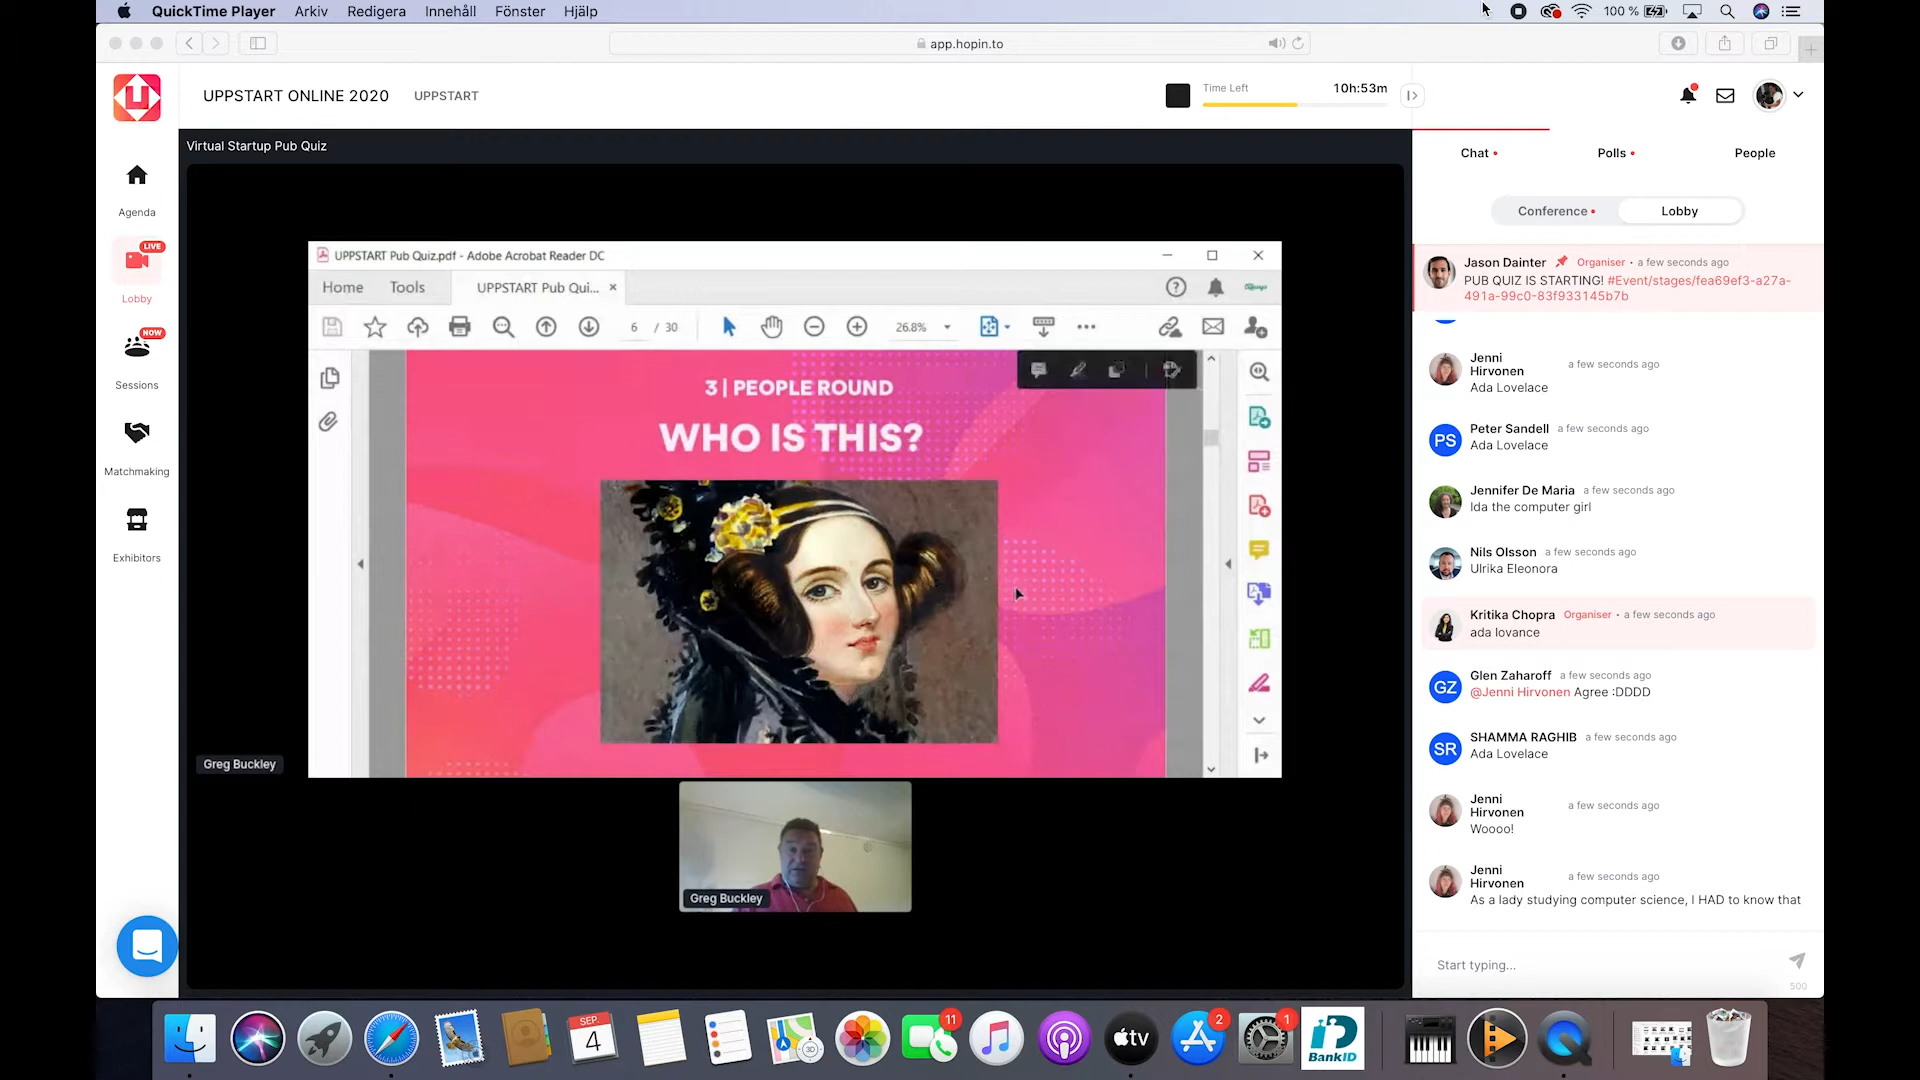 QuickTime Player Arkiv Redigera Innehåll Fönster Hjälp 100 %
app.hopin.to
UPPSTART ONLINE 2020 UPPSTART
Time Left 10h:53m
Agenda
LIVE
Lobby
NOW
Sessions
Matchmaking
Exhibitors
Virtual Startup Pub Quiz
UPPSTART Pub Quiz.pdf - Adobe Acrobat Reader DC
Home Tools UPPSTART Pub Qui... ×
6 / 30 26.8%
3 | PEOPLE ROUND
WHO IS THIS?
Greg Buckley
Greg Buckley
Chat Polls People
Conference Lobby
Jason Dainter Organiser • a few seconds ago
PUB QUIZ IS STARTING! #Event/stages/fea69ef3-a27a-
491a-99c0-83f933145b7b
Jenni
Hirvonen a few seconds ago
Ada Lovelace
PS
Peter Sandell a few seconds ago
Ada Lovelace
Jennifer De Maria a few seconds ago
Ida the computer girl
Nils Olsson a few seconds ago
Ulrika Eleonora
Kritika Chopra Organiser • a few seconds ago
ada lovance
GZ
Glen Zaharoff a few seconds ago
@Jenni Hirvonen Agree :DDDD
SR
SHAMMA RAGHIB a few seconds ago
Ada Lovelace
Jenni
Hirvonen a few seconds ago
Woooo!
Jenni
Hirvonen a few seconds ago
As a lady studying computer science, I HAD to know that
Start typing...
500
SEP.
4
3D
11
tv
2
1
BankID